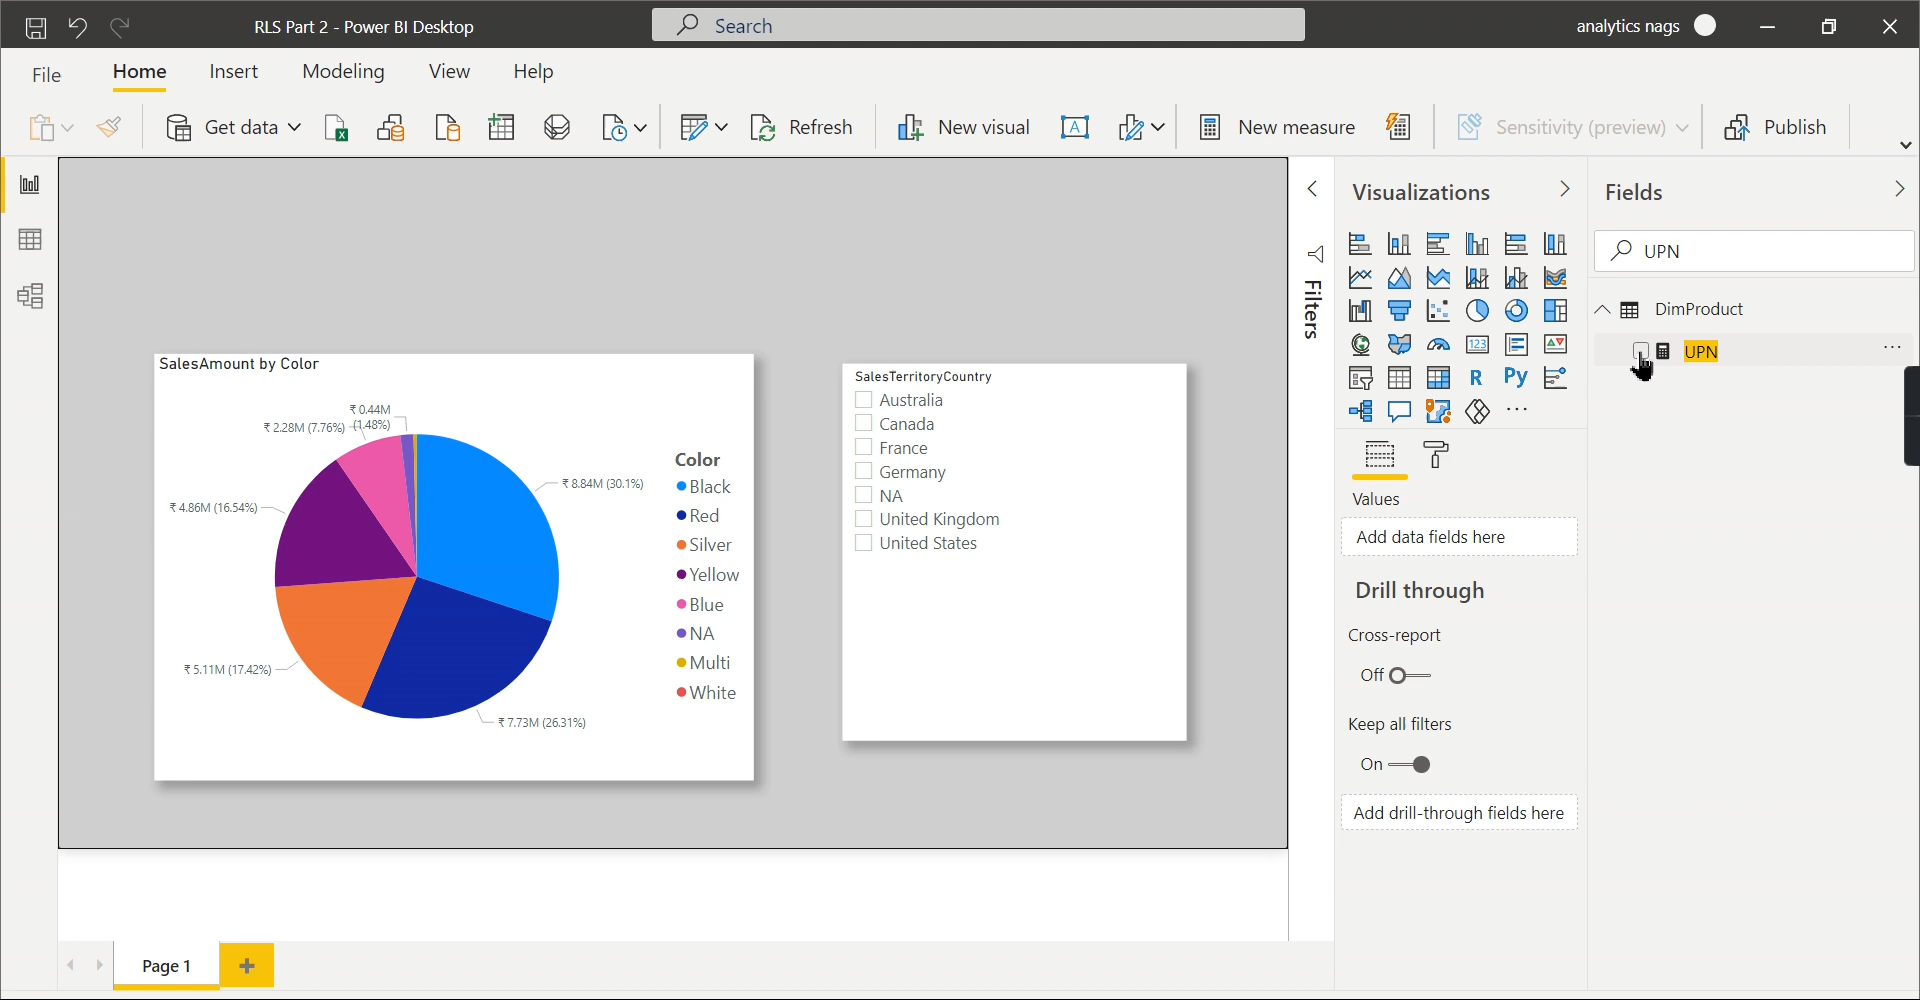 RLS Part 2 - Power BI Desktop
Search
analytics nags
File
Home
Insert
Modeling
View
Help
Get data
Refresh
New visual
New measure
Sensitivity (preview)
Publish
SalesAmount by Color
₹ 0.44M
(1.48%)
₹ 2.28M (7.76%)
₹ 8.84M (30.1%)
₹ 4.86M (16.54%)
₹ 5.11M (17.42%)
₹ 7.73M (26.31%)
Color
Black
Red
Silver
Yellow
Blue
NA
Multi
White
SalesTerritoryCountry
Australia
Canada
France
Germany
NA
United Kingdom
United States
Filters
Visualizations
123
R
Py
Values
Add data fields here
Drill through
Cross-report
Off
Keep all filters
On
Add drill-through fields here
Fields
UPN
DimProduct
UPN
Page 1